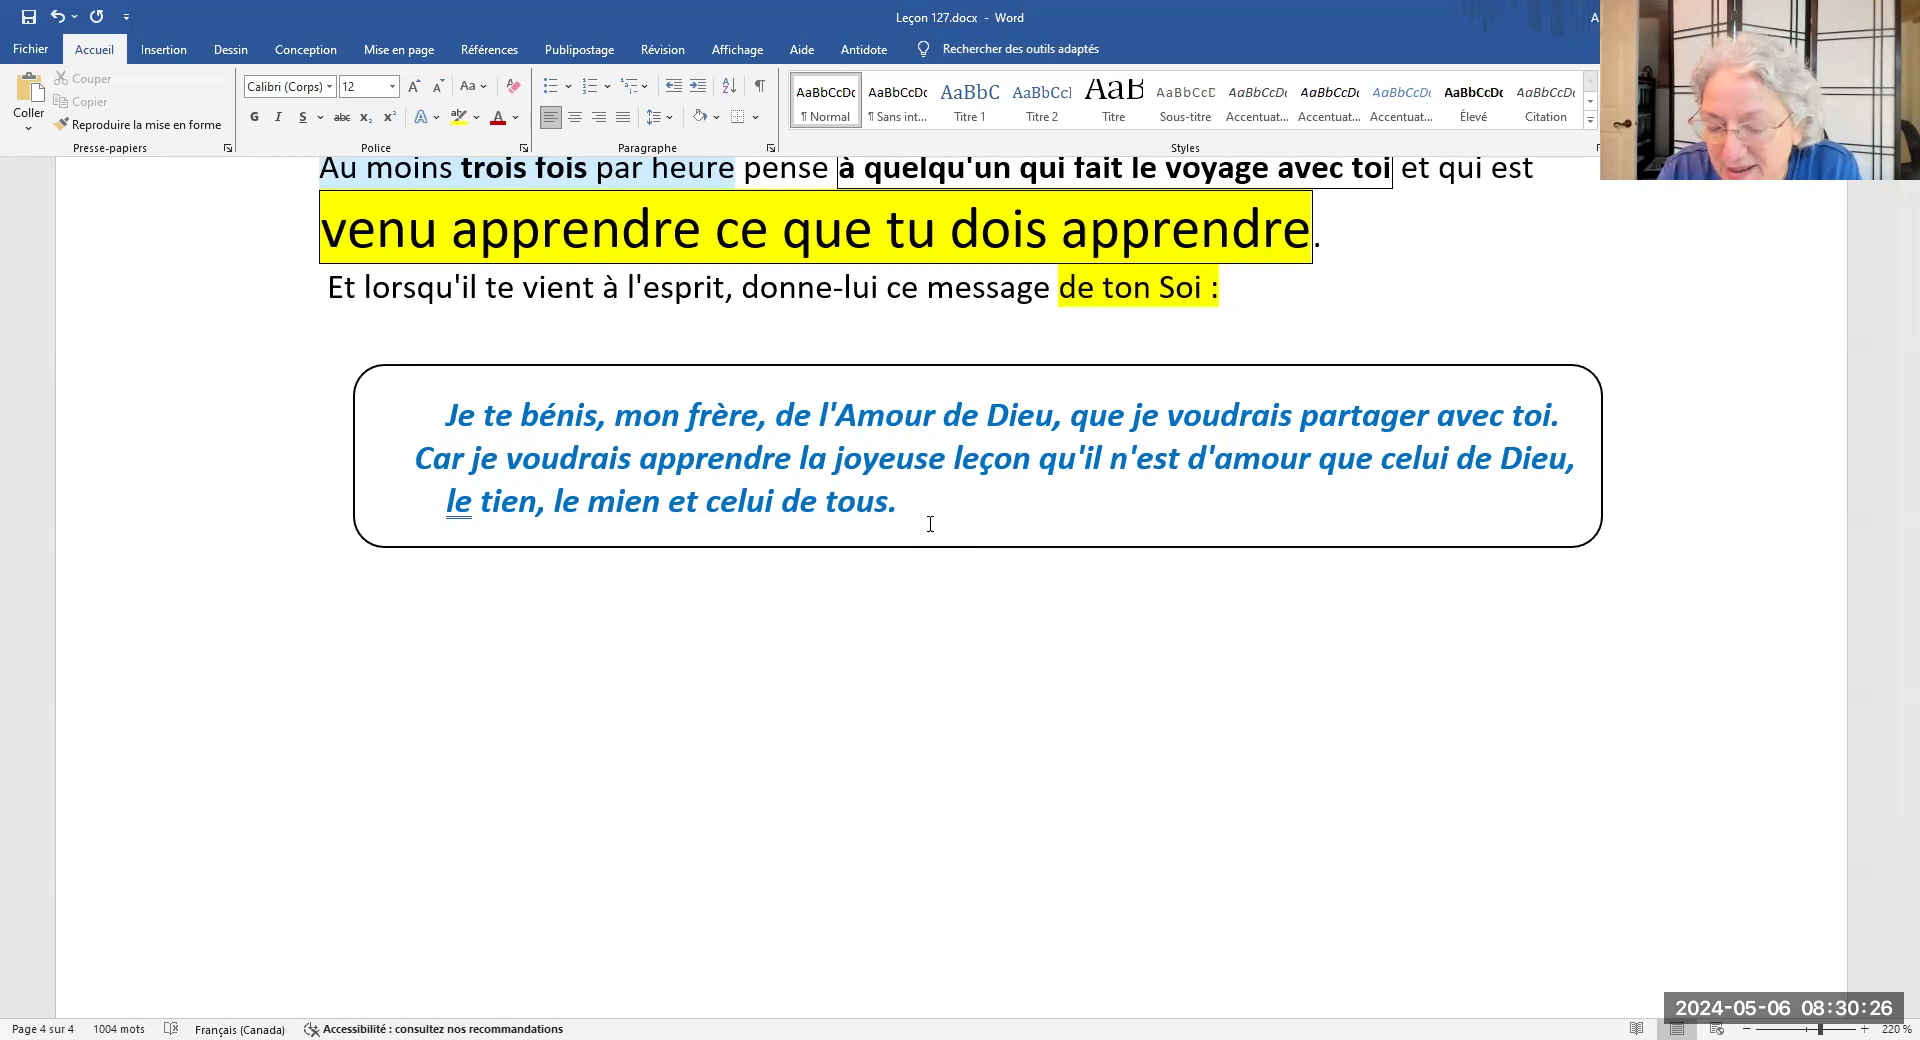 Leçon 127.docx - Word
A
Fichier Accueil Insertion Dessin Conception Mise en page Références Publipostage Révision Affichage Aide Antidote Rechercher des outils adaptés
Coller
Couper
Copier
Reproduire la mise en forme
Presse-papiers
Calibri (Corps) 12
Aa
G I S abc x₂ x² A A
Police
Paragraphe
AaBbCcDc AaBbCcDc AaBbC AaBbCcI AaB AaBbCcD AaBbCcDc AaBbCcDc AaBbCcDc AaBbCcDc AaBbCcDc
¶ Normal ¶ Sans int... Titre 1 Titre 2 Titre Sous-titre Accentuat... Accentuat... Accentuat... Élevé Citation
Styles
Au moins trois fois par heure pense à quelqu'un qui fait le voyage avec toi et qui est
venu apprendre ce que tu dois apprendre.
Et lorsqu'il te vient à l'esprit, donne-lui ce message de ton Soi :
Je te bénis, mon frère, de l'Amour de Dieu, que je voudrais partager avec toi.
Car je voudrais apprendre la joyeuse leçon qu'il n'est d'amour que celui de Dieu,
le tien, le mien et celui de tous.
2024-05-06 08:30:26
Page 4 sur 4 1004 mots Français (Canada) Accessibilité : consultez nos recommandations 220 %